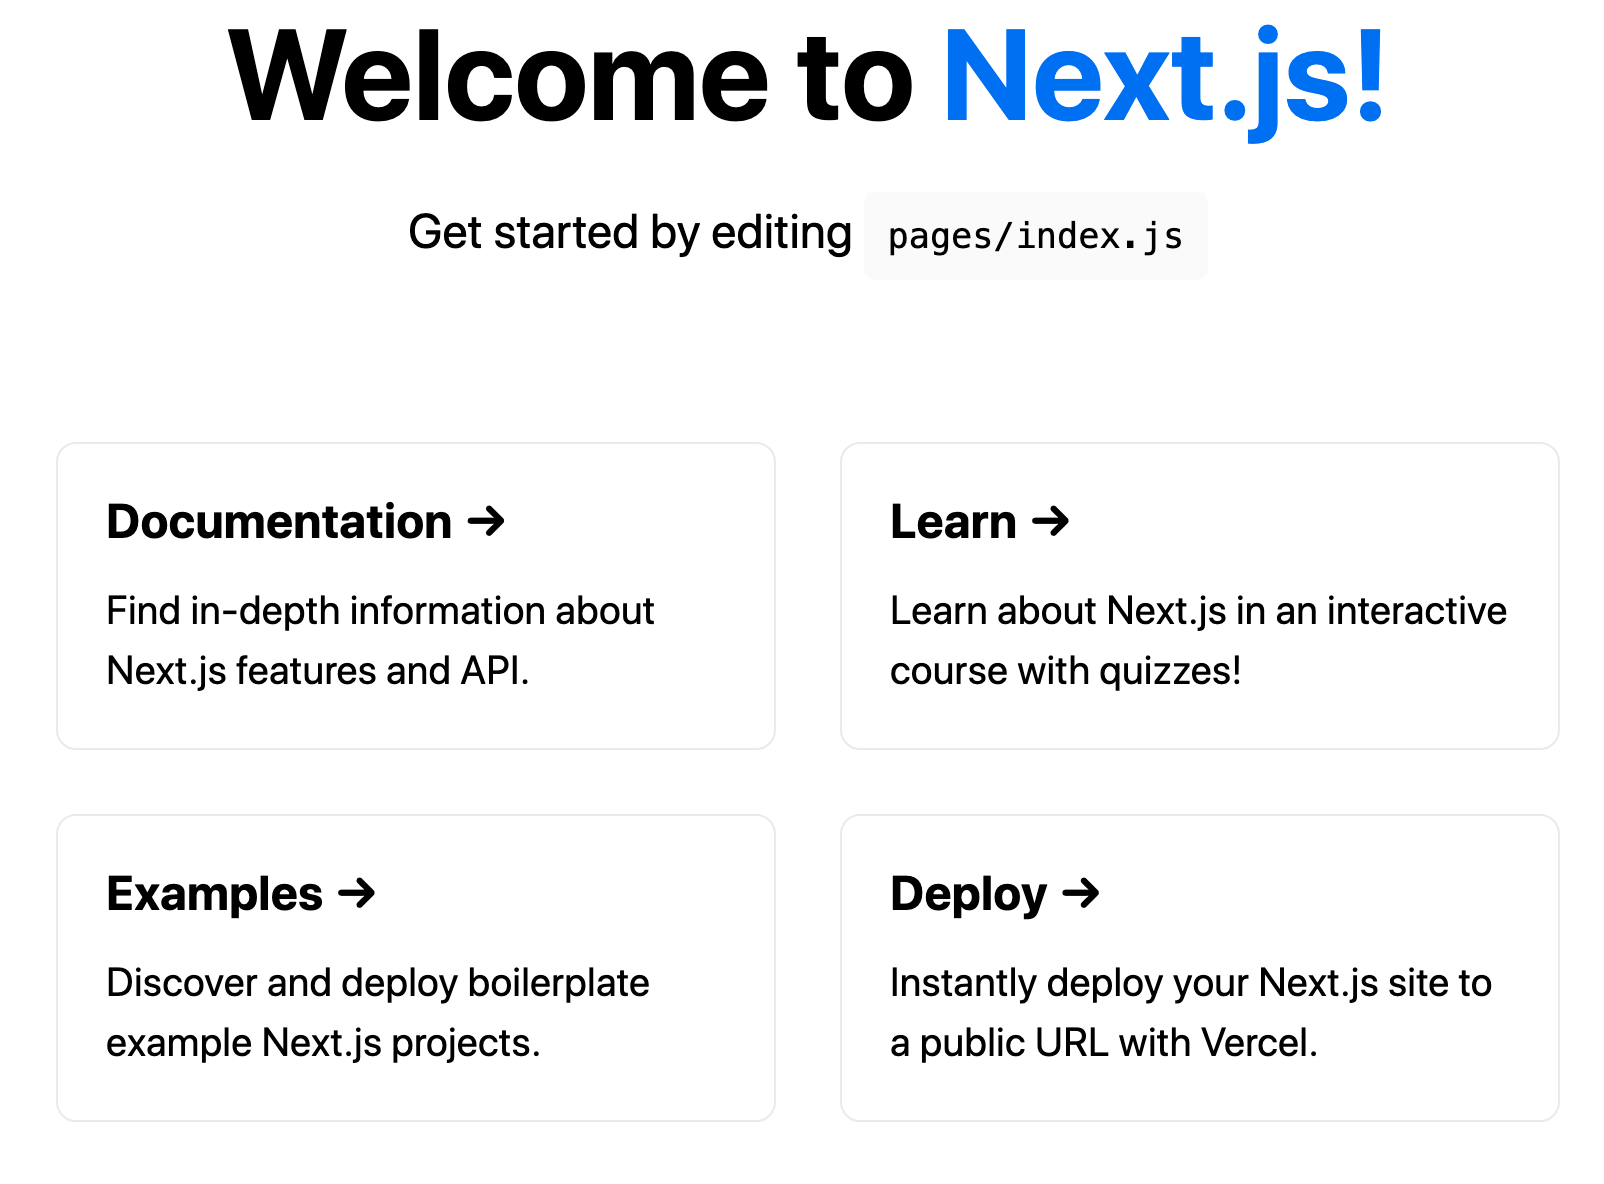 Welcome to Next.js!
Get started by editing pages/index.js
Documentation →
Find in-depth information about
Next.js features and API.
Learn →
Learn about Next.js in an interactive
course with quizzes!
Examples →
Discover and deploy boilerplate
example Next.js projects.
Deploy →
Instantly deploy your Next.js site to
a public URL with Vercel.